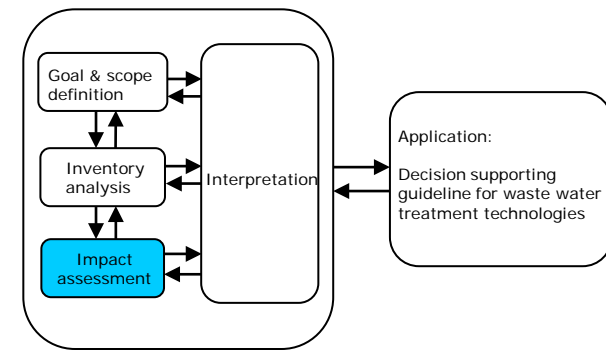 Goal & scope
definition
Inventory
analysis
Impact
assessment
Interpretation
Application:
Decision supporting
guideline for waste water
treatment technologies